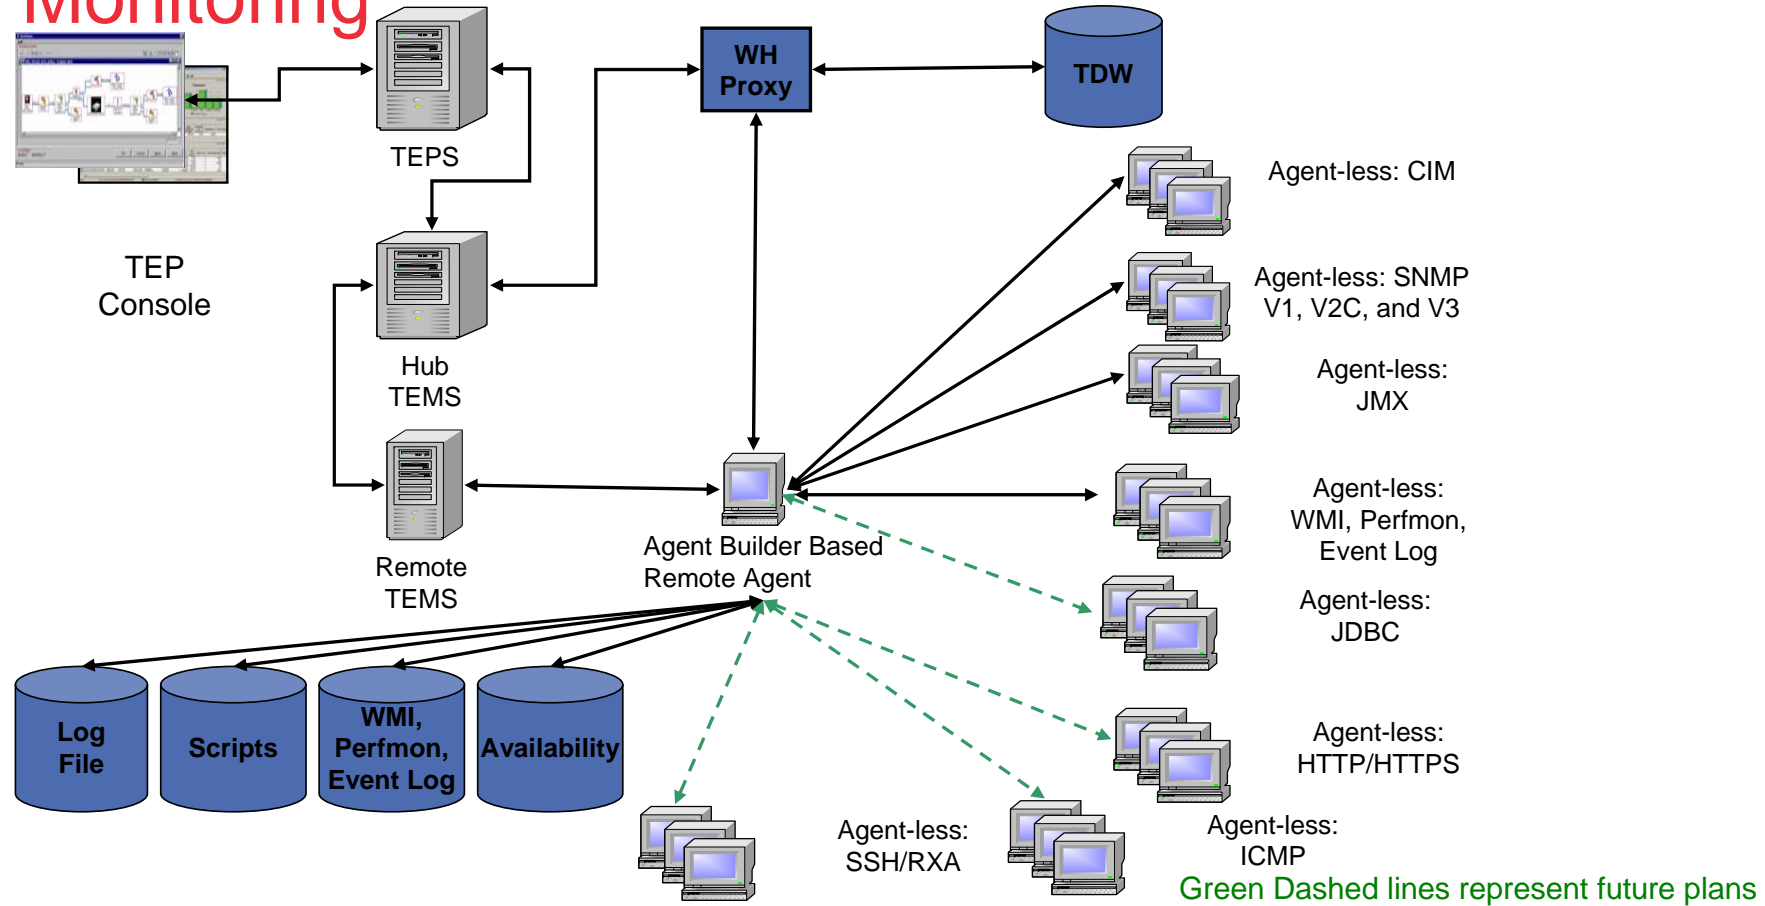 Monitoring
WH
Proxy
TDW
TEPS
Agent-less: CIM
TEP
Console
Agent-less: SNMP
V1, V2C, and V3
Hub
TEMS
Agent-less:
JMX
Agent-less:
WMI, Perfmon,
Event Log
Agent Builder Based
Remote Agent
Remote
TEMS
Agent-less:
JDBC
Log
File
Scripts
WMI,
Perfmon,
Event Log
Availability
Agent-less:
HTTP/HTTPS
Agent-less:
SSH/RXA
Agent-less:
ICMP
Green Dashed lines represent future plans